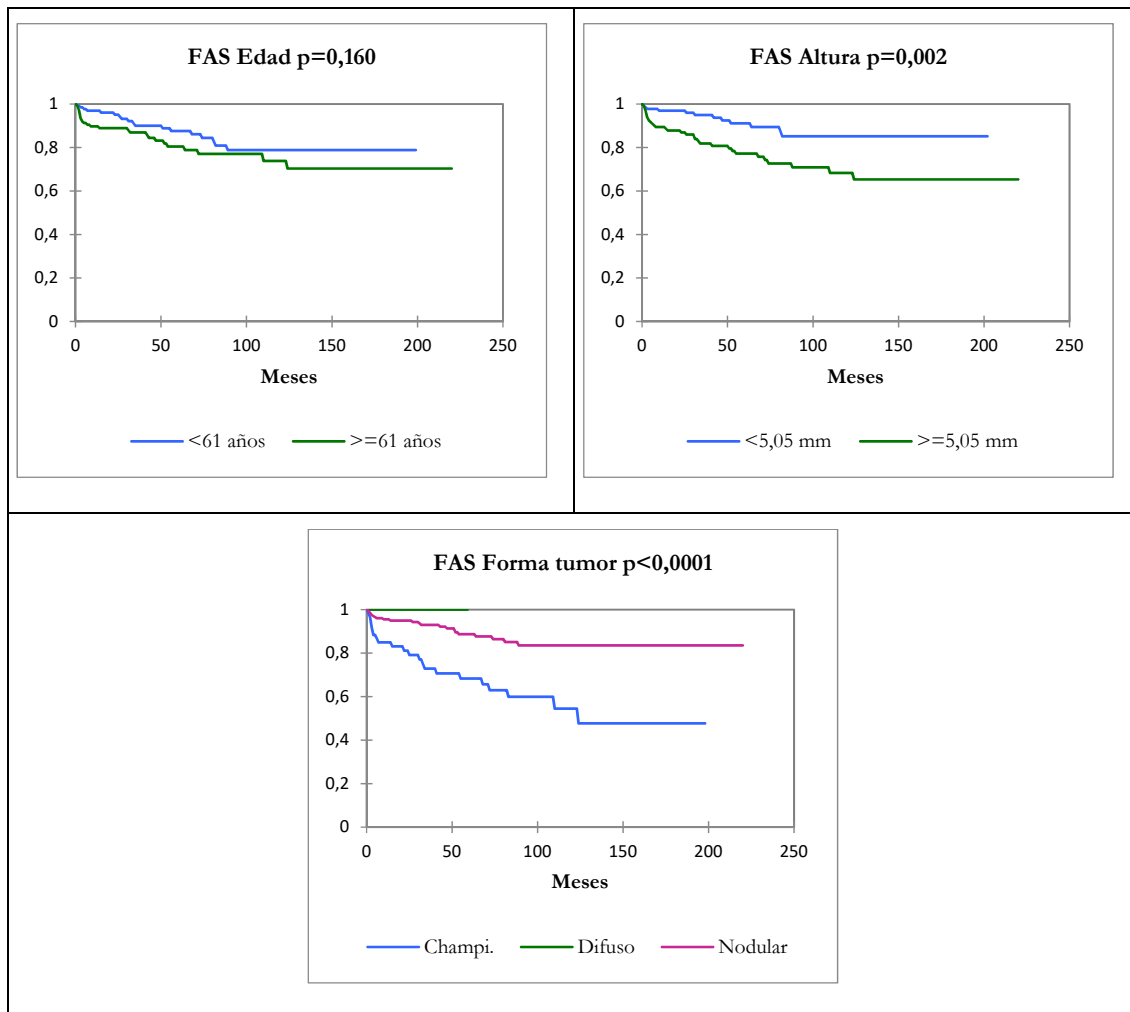 FAS Edad p=0,160
1
0,8
0,6
0,4
0,2
0
0 50 100 150 200 250
Meses
<61 años >=61 años
FAS Altura p=0,002
1
0,8
0,6
0,4
0,2
0
0 50 100 150 200 250
Meses
<5,05 mm >=5,05 mm
FAS Forma tumor p<0,0001
1
0,8
0,6
0,4
0,2
0
0 50 100 150 200 250
Meses
Champi. Difuso Nodular